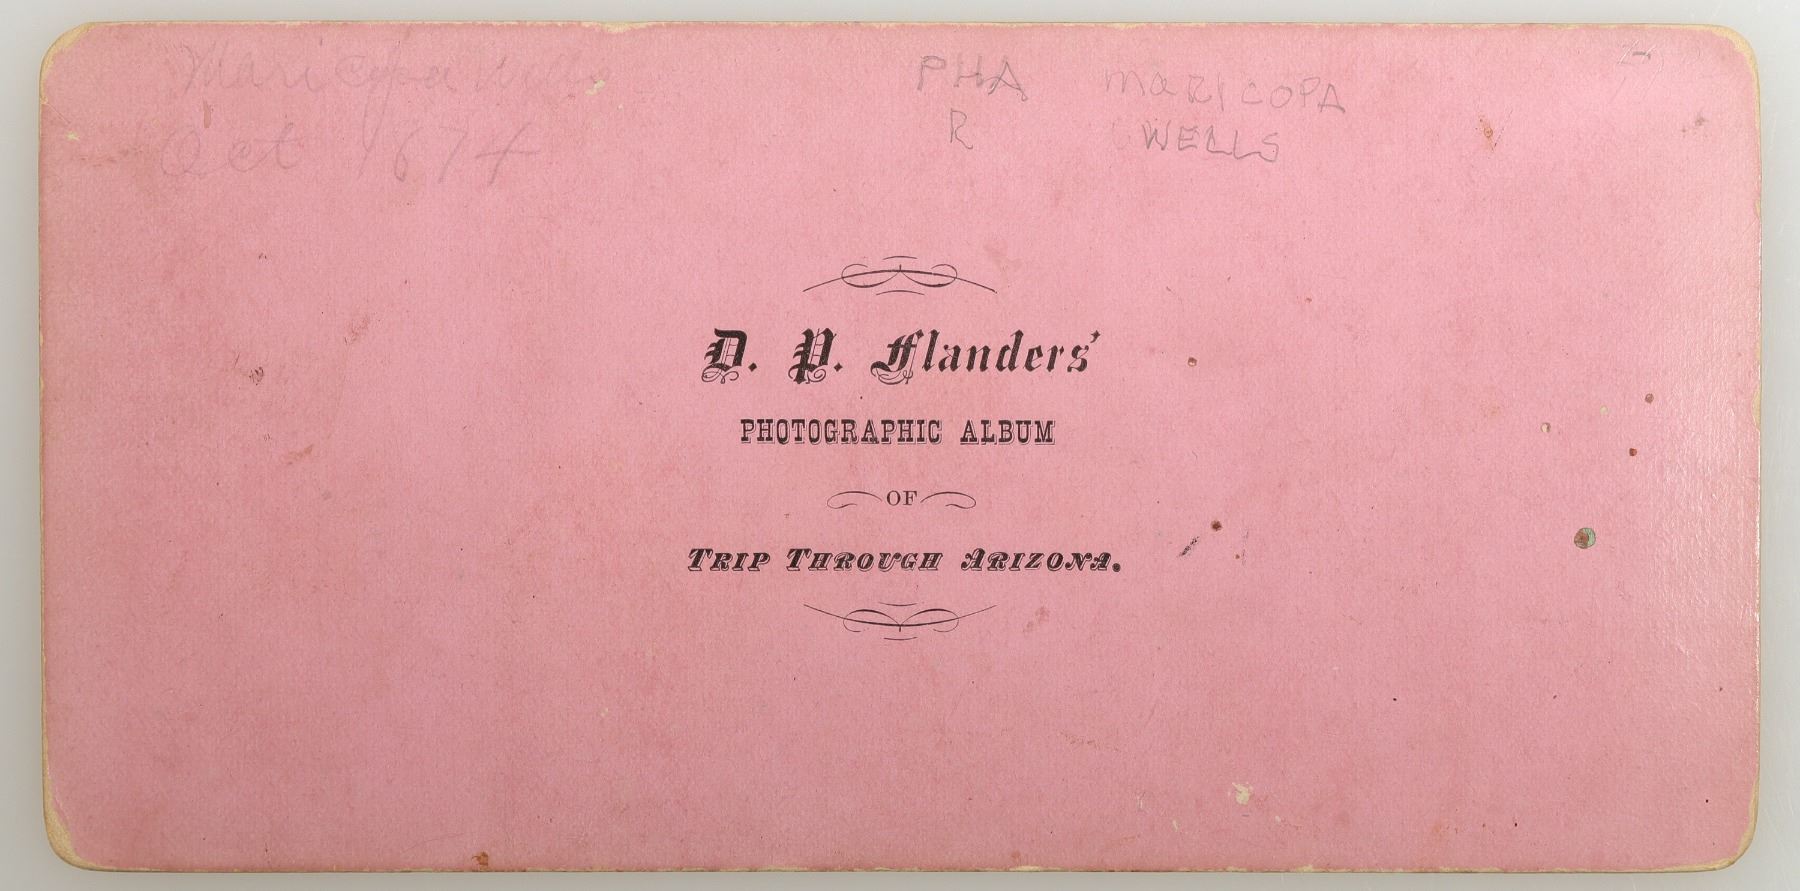 Maricopa Wells
Oct 1874
PHA
R
MARICOPA
WELLS
D. P. Flanders'
PHOTOGRAPHIC ALBUM
OF
TRIP THROUGH ARIZONA.